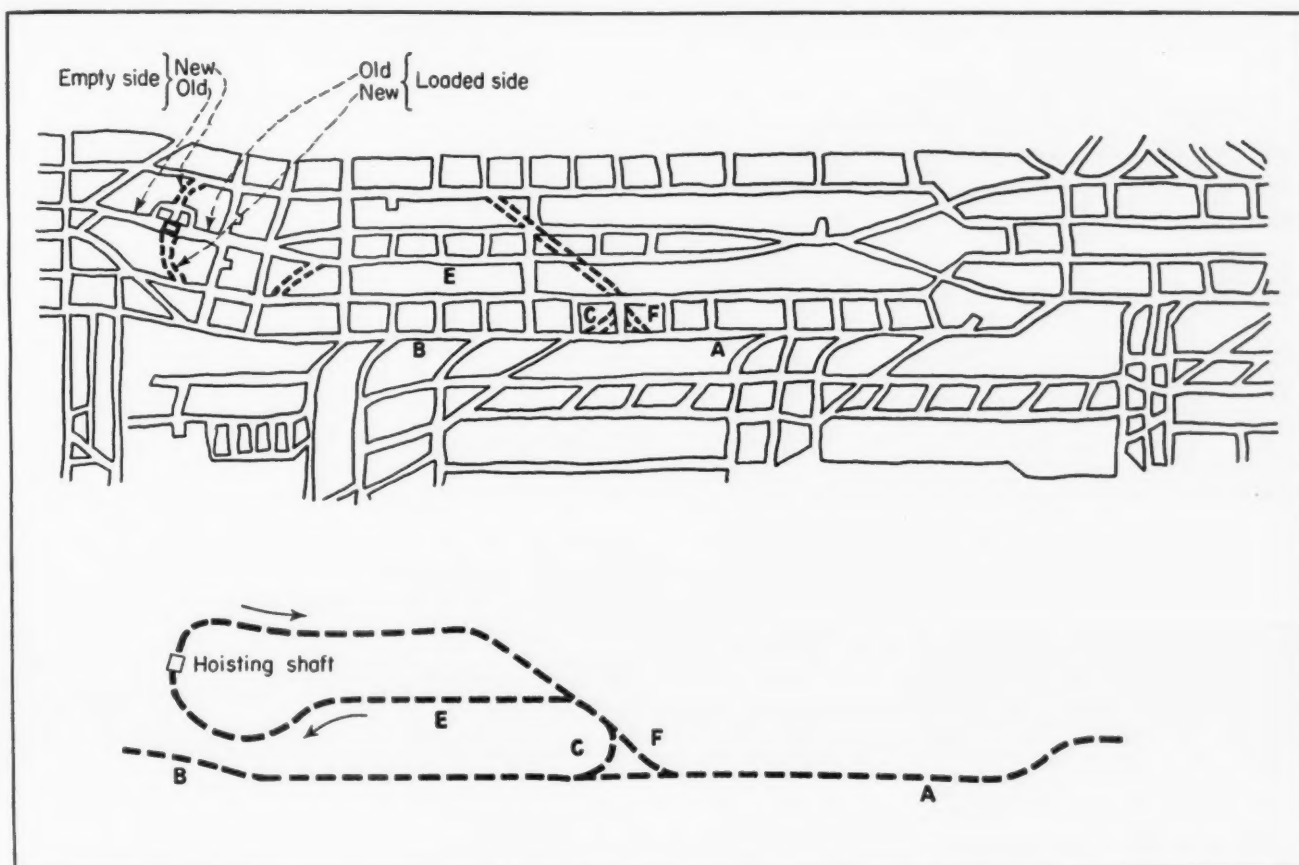 Empty side { New
Old
Old
New } Loaded side
E
C F
B A
Hoisting shaft
E
C F
B
A